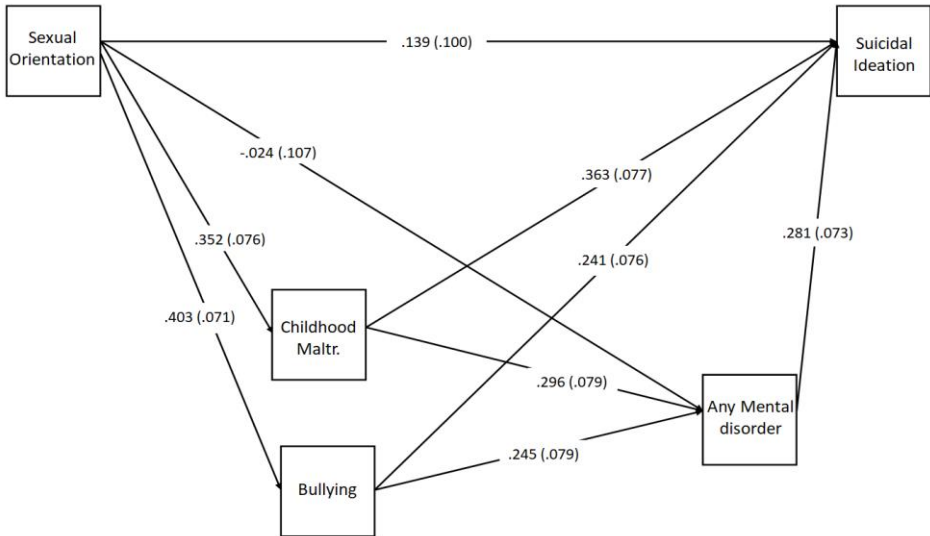 Sexual
Orientation
.139 (.100)
Suicidal
Ideation
-.024 (.107)
.363 (.077)
.352 (.076)
.281 (.073)
.241 (.076)
.403 (.071)
Childhood
Maltr.
.296 (.079)
Any Mental
disorder
.245 (.079)
Bullying